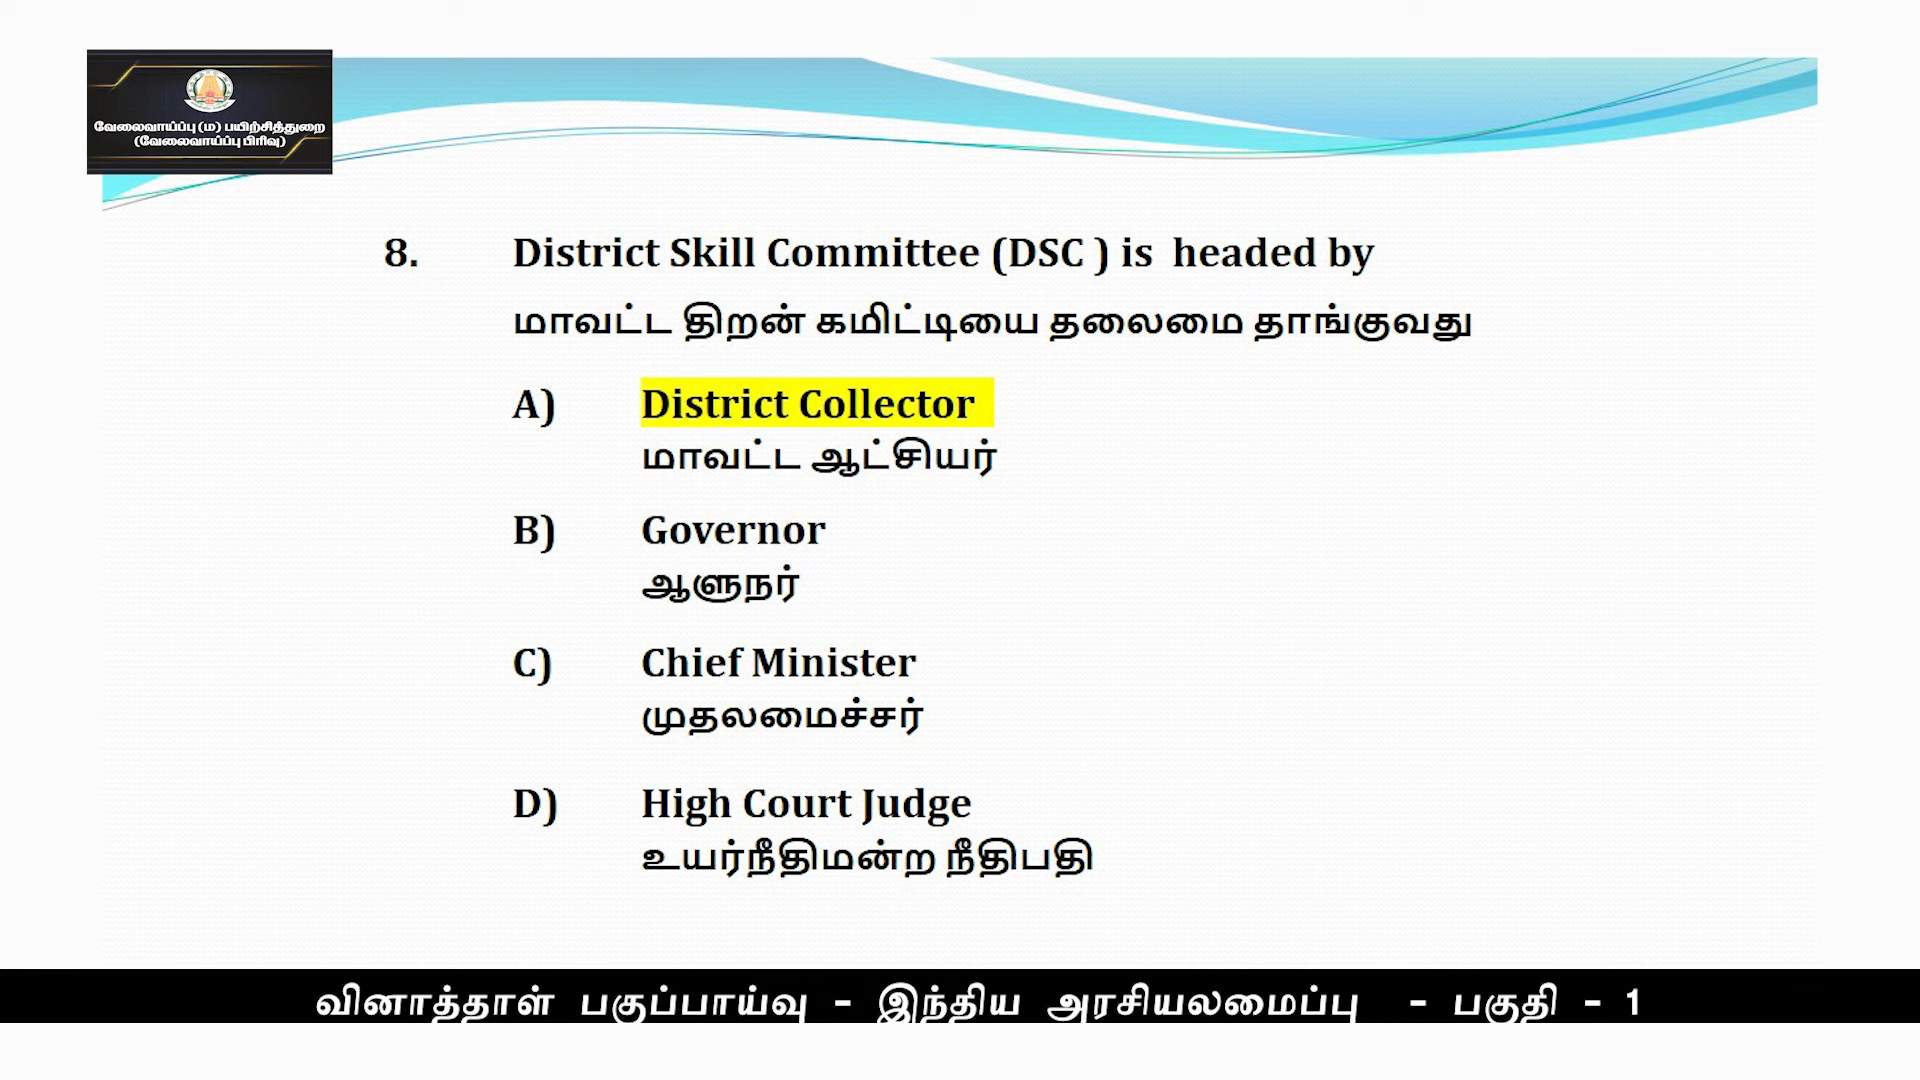 வேலைவாய்ப்பு (ம) பயிற்சித்துறை
(வேலைவாய்ப்பு பிரிவு)
8. District Skill Committee (DSC ) is headed by
மாவட்ட திறன் கமிட்டியை தலைமை தாங்குவது
A) District Collector
மாவட்ட ஆட்சியர்
B) Governor
ஆளுநர்
C) Chief Minister
முதலமைச்சர்
D) High Court Judge
உயர்நீதிமன்ற நீதிபதி
வினாத்தாள் பகுப்பாய்வு - இந்திய அரசியலமைப்பு - பகுதி - 1